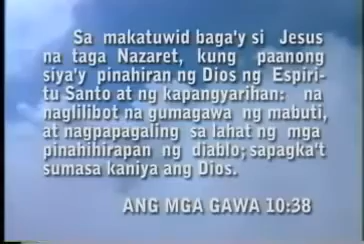 Sa makatuwid baga'y si Jesus
na taga Nazaret, kung paanong
siya'y pinahiran ng Dios ng Espiri-
tu Santo at ng kapangyarihan: na
naglilibot na gumagawa ng mabuti,
at nagpapagaling sa lahat ng mga
pinahihirapan ng diablo; sapagka't
sumasa kaniya ang Dios.
ANG MGA GAWA 10:38